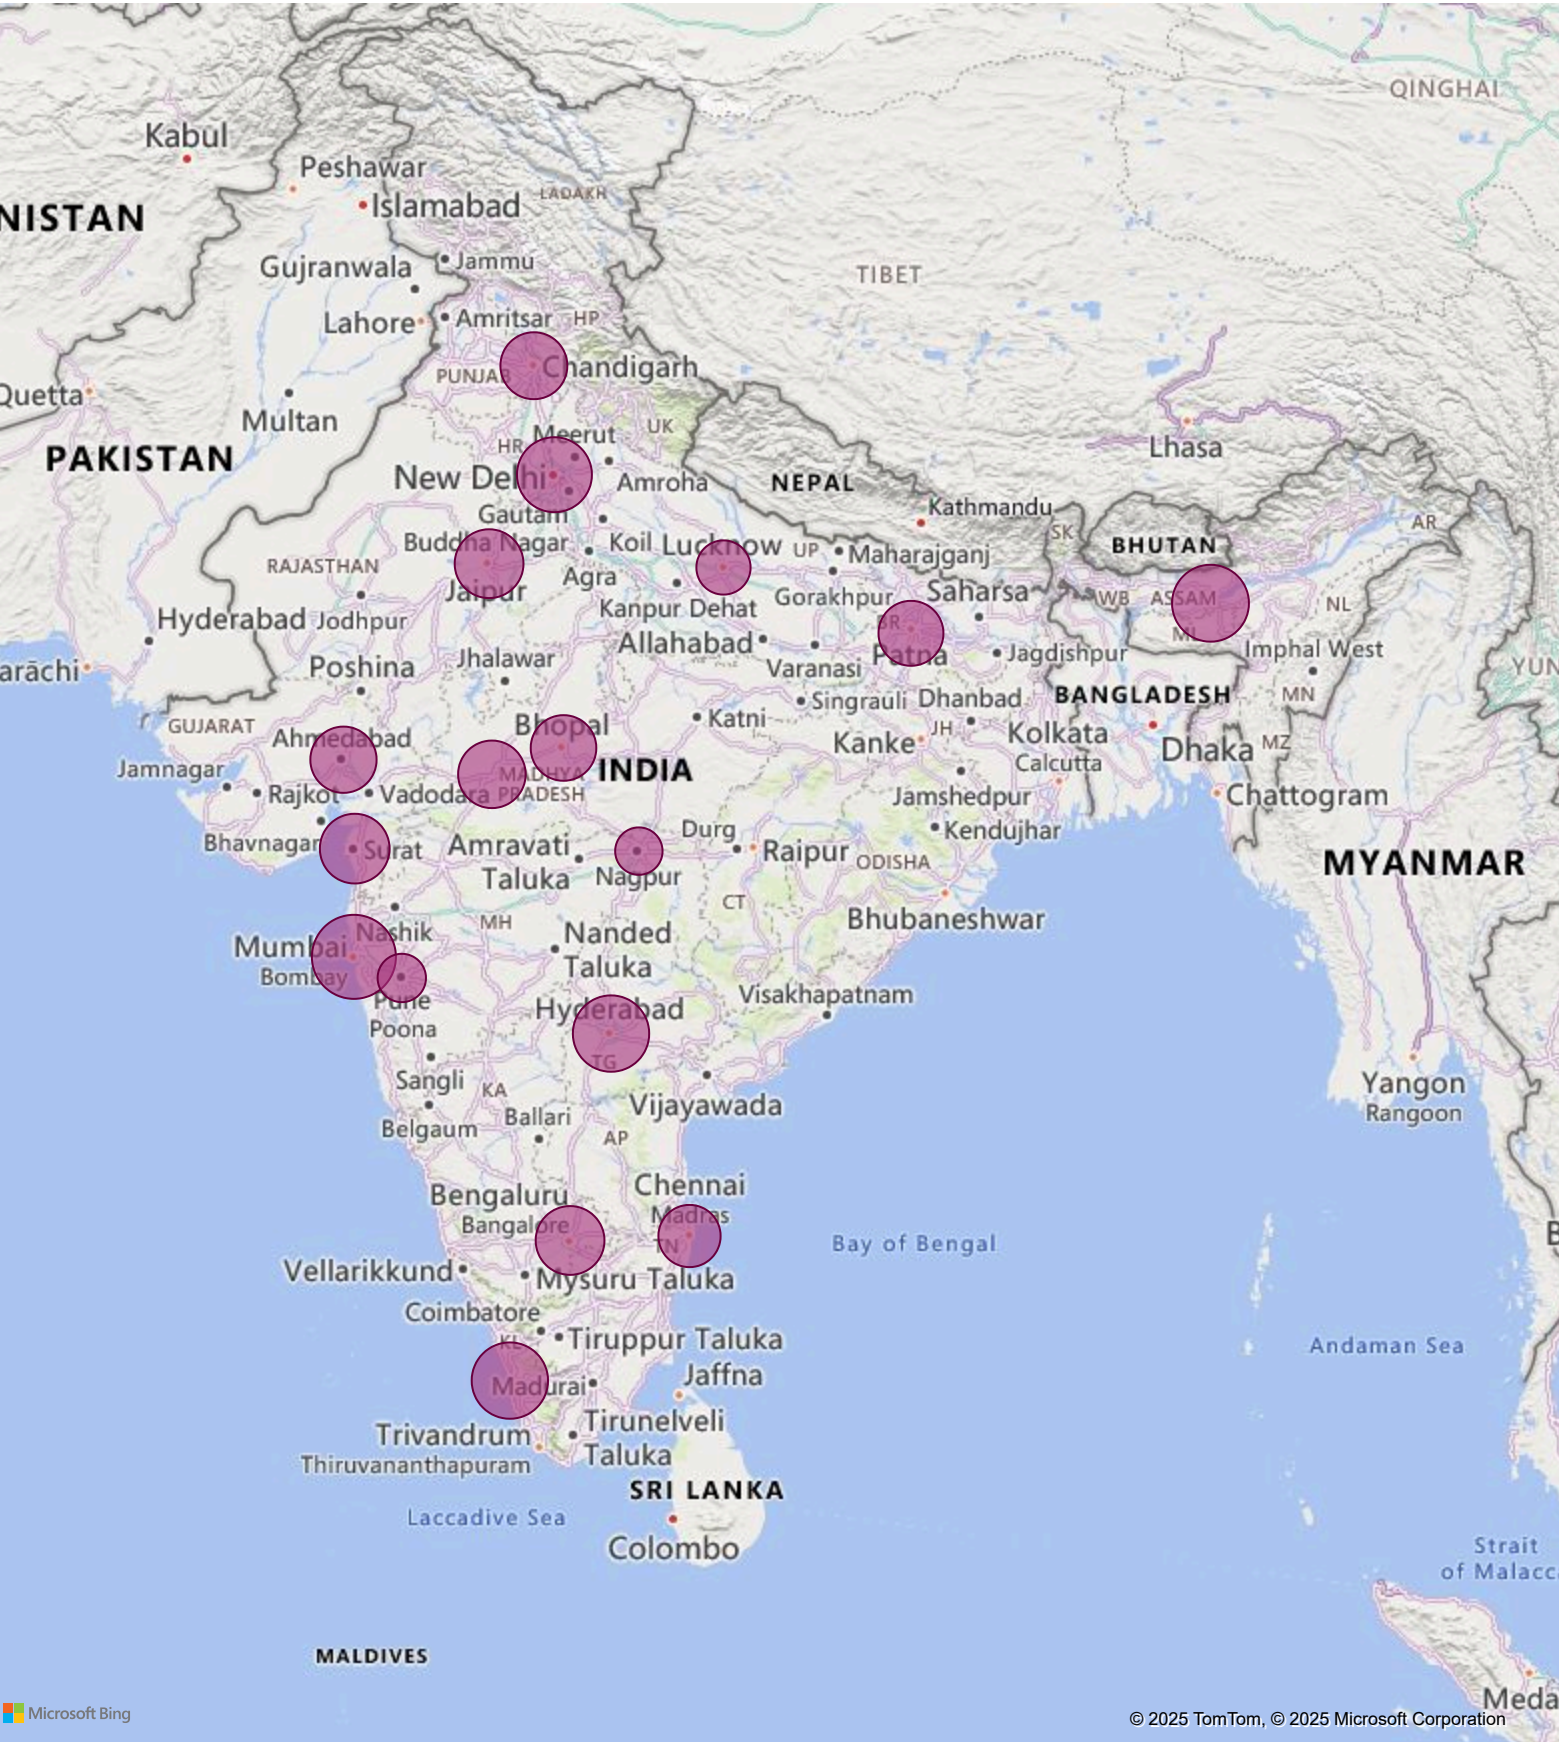 QINGHAI
Kabul
Peshawar
LADAKH
Islamabad
NISTAN
Jammu
Gujranwala
TIBET
Lahore
Amritsar
HP
Chandigarh
PUNJAB
Quetta
Multan
UK
Meerut
HR
Lhasa
PAKISTAN
New Delhi
Amroha
NEPAL
Kathmandu
Gautam
Buddha Nagar
AR
SK
BHUTAN
Koil
Lucknow
UP
Maharajganj
RAJASTHAN
Agra
Jaipur
Saharsa
WB
ASSAM
NL
Gorakhpur
Kanpur Dehat
Hyderabad
Jodhpur
BR
ML
Allahabad
Patna
Jagdishpur
Imphal West
Jhalawar
Poshina
Varanasi
arāchi
YUN
BANGLADESH
MN
Singrauli
Dhanbad
GUJARAT
Bhopal
Katni
JH
Kolkata
Calcutta
Ahmedabad
Kanke
Dhaka
MZ
Jamnagar
MADHYA
PRADESH
INDIA
Rajkot
Vadodara
Jamshedpur
Chattogram
Bhavnagar
Surat
Amravati
Taluka
Durg
Kendujhar
Raipur
ODISHA
MYANMAR
Nagpur
CT
MH
Bhubaneshwar
Nashik
Nanded
Taluka
Mumbai
Bombay
Pune
Poona
Visakhapatnam
Hyderabad
TG
Sangli
KA
Yangon
Rangoon
Vijayawada
Ballari
Belgaum
AP
Chennai
Madras
Bengaluru
Bangalore
TN
Bay of Bengal
B
Vellarikkund
Mysuru Taluka
Coimbatore
KL
Tiruppur Taluka
Andaman Sea
Jaffna
Madurai
Tirunelveli
Taluka
Trivandrum
Thiruvananthapuram
SRI LANKA
Laccadive Sea
Colombo
Strait
of Malacc
MALDIVES
Meda
Microsoft Bing
© 2025 TomTom, © 2025 Microsoft Corporation